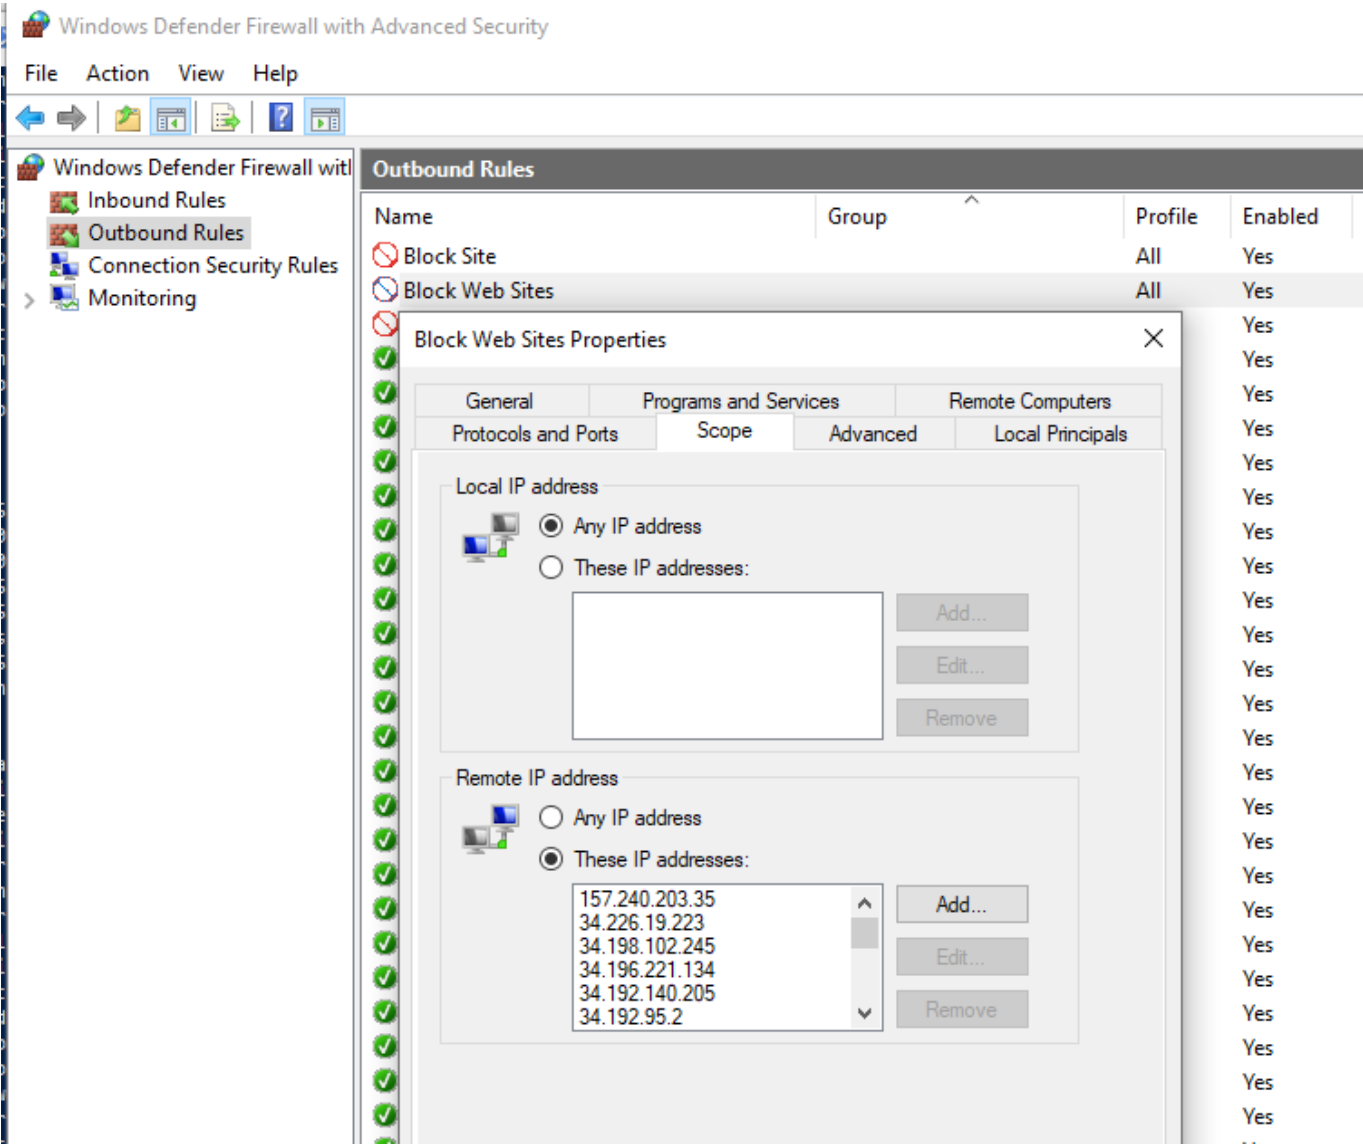 Windows Defender Firewall with Advanced Security
File Action View Help
Windows Defender Firewall witl
Inbound Rules
Outbound Rules
Connection Security Rules
Monitoring
Outbound Rules
Name Group Profile Enabled
Block Site All Yes
Block Web Sites All Yes
Yes
Block Web Sites Properties
Yes
General Programs and Services Remote Computers
Yes
Protocols and Ports Scope Advanced Local Principals
Yes
Yes
Local IP address
Yes
Any IP address
Yes
These IP addresses:
Yes
Add...
Yes
Yes
Edit...
Yes
Remove
Yes
Yes
Remote IP address
Yes
Any IP address
Yes
Yes
These IP addresses:
Yes
157.240.203.35
Add...
Yes
34.226.19.223
34.198.102.245
Yes
Edit...
34.196.221.134
Yes
34.192.140.205
Remove
34.192.95.2
Yes
Yes
Yes
Yes